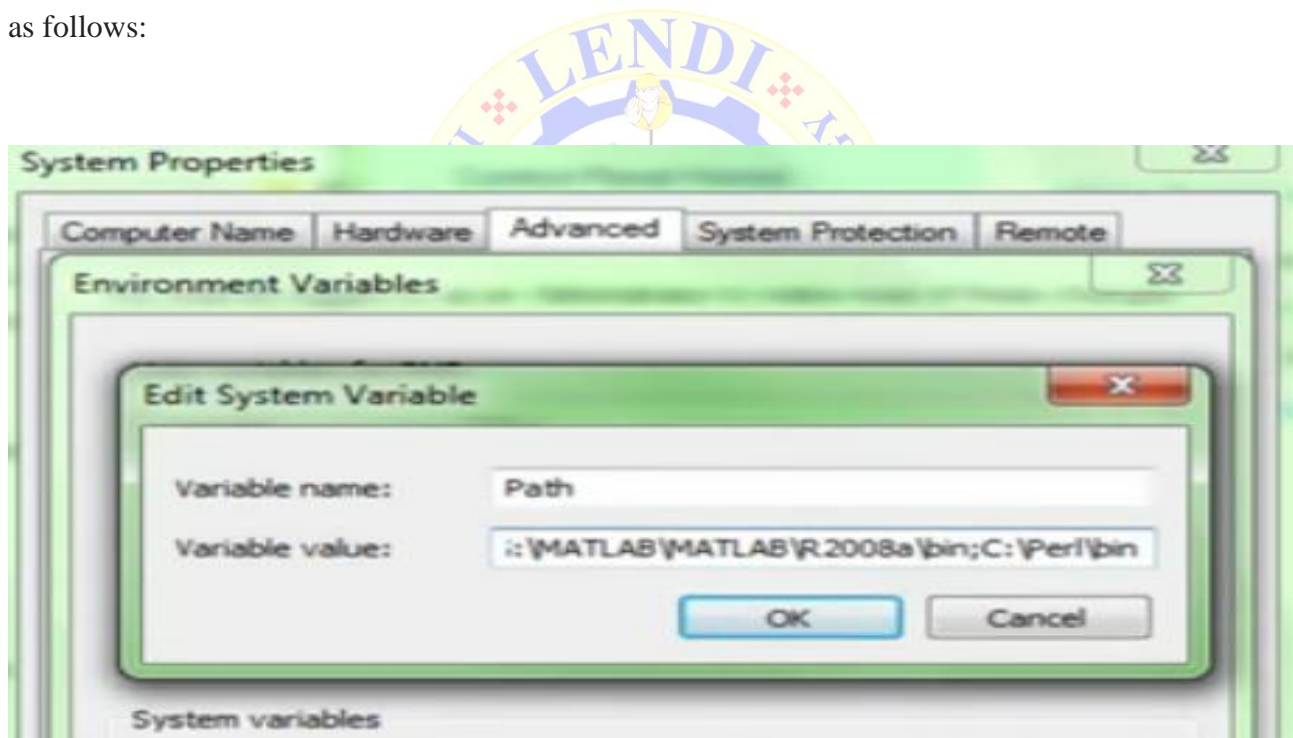 as follows:
LENDI
System Properties
Computer Name Hardware Advanced System Protection Remote
Environment Variables
Edit System Variable
Variable name: Path
Variable value: i:\MATLAB\MATLAB\R2008a\bin;C:\Perl\bin
OK Cancel
System variables